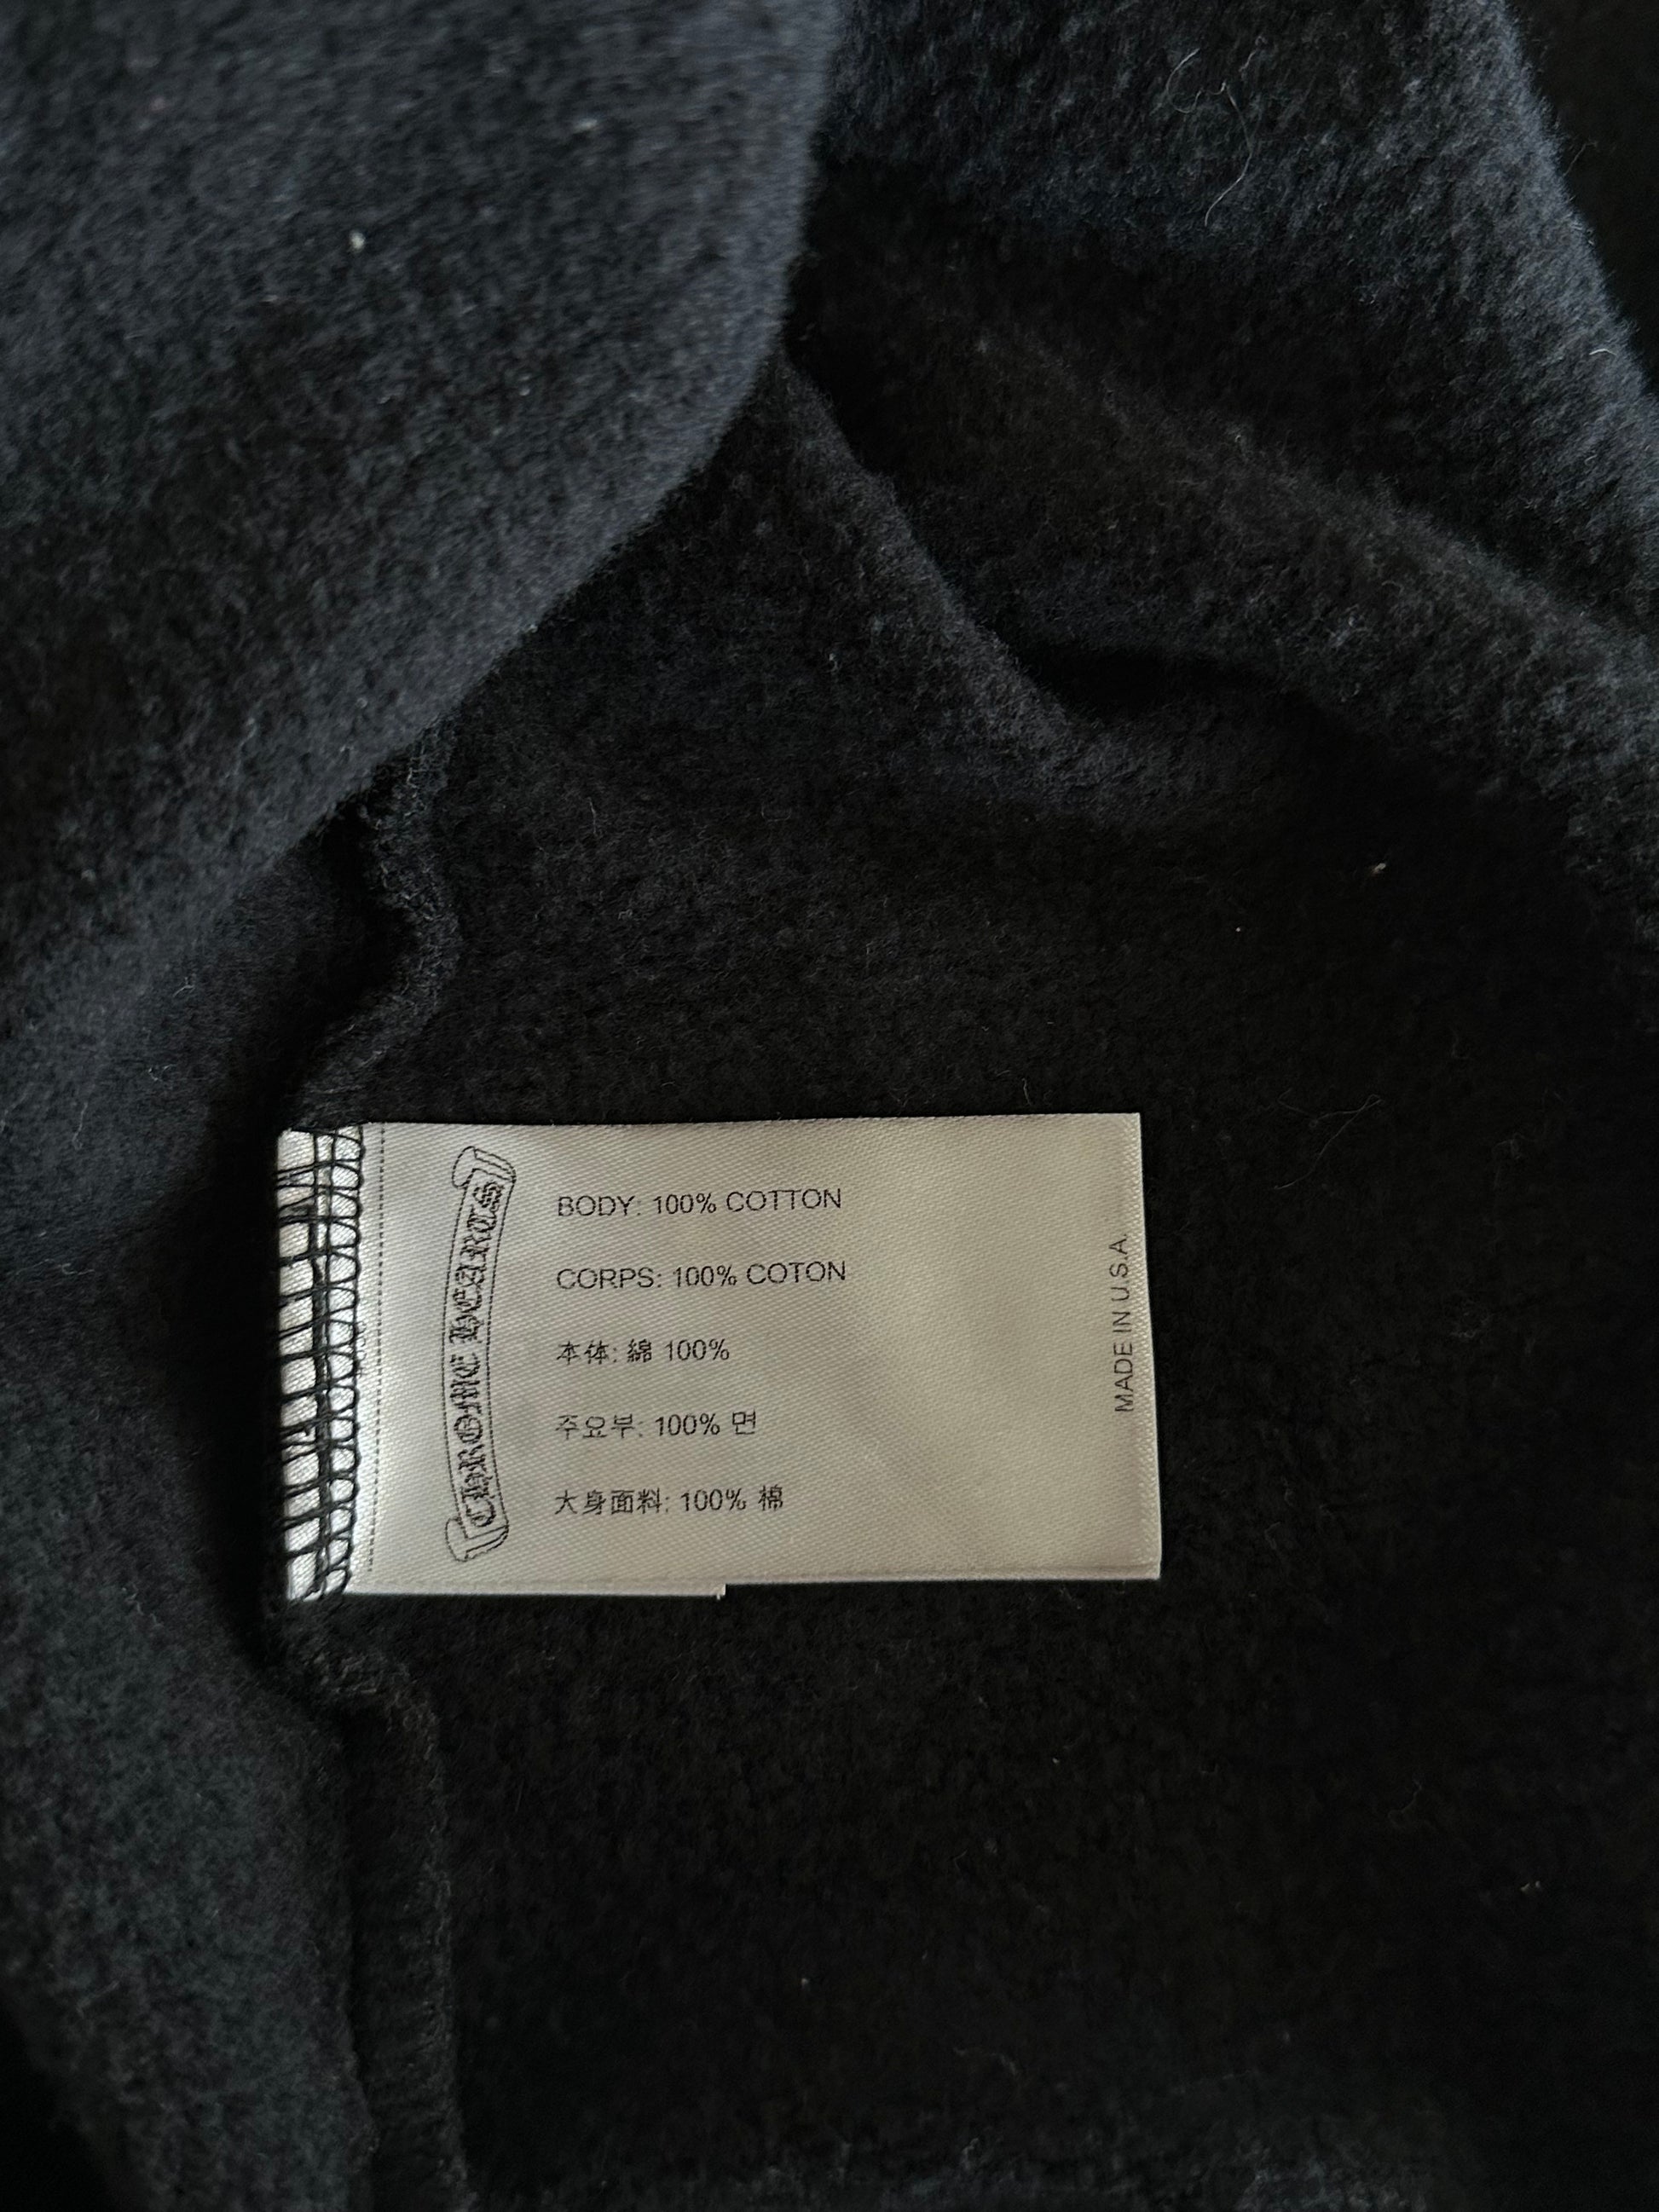 CHROME HEARTS
BODY: 100% COTTON
CORPS: 100% COTON
本体: 綿 100%
주요부: 100% 면
大身面料: 100% 棉
MADE IN U.S.A.